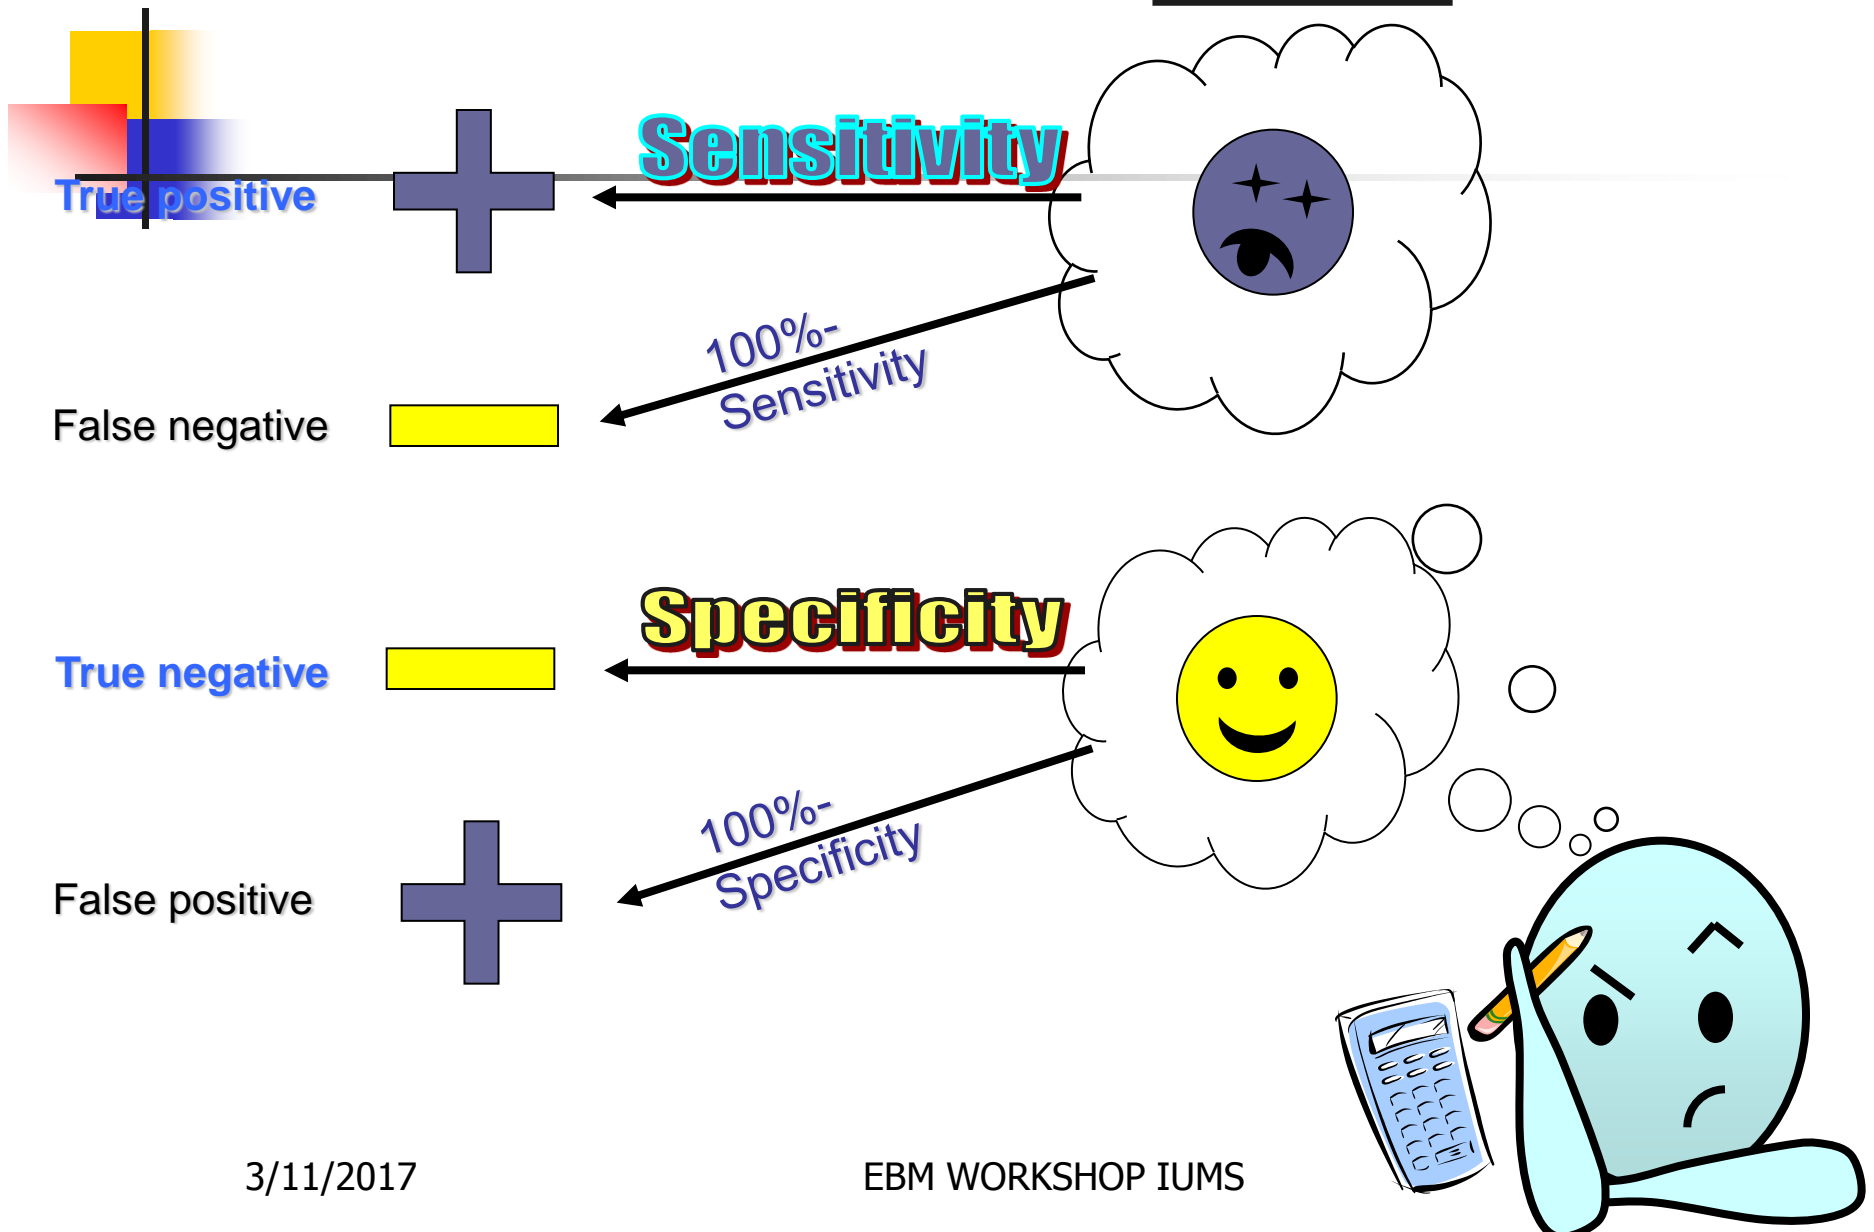 Sensitivity
True positive
100%-
Sensitivity
False negative
Specificity
True negative
100%-
Specificity
False positive
3/11/2017
EBM WORKSHOP IUMS